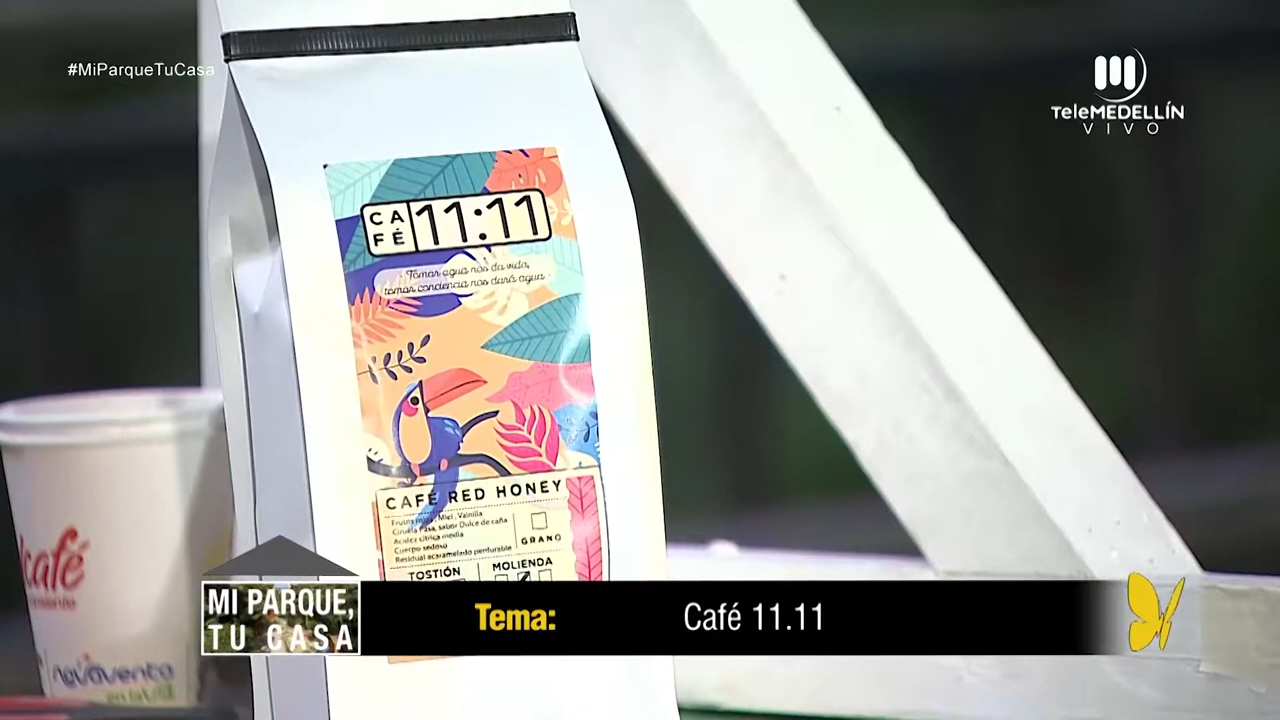 #MiParqueTuCasa
TeleMEDELLÍN
VIVO
CA
FÉ
11:11
- Tomar agua nos da vida,
tomar conciencia nos dará agua -
CAFÉ RED HONEY
Frutos rojos, Miel, Vainilla
Ciruela Pasa, sabor Dulce de caña
Acidez cítrica media
Cuerpo sedoso
Residual acaramelado perdurable
GRANO
TOSTIÓN
MOLIENDA
café
novaventa
MI PARQUE,
TU CASA
Tema:
Café 11.11